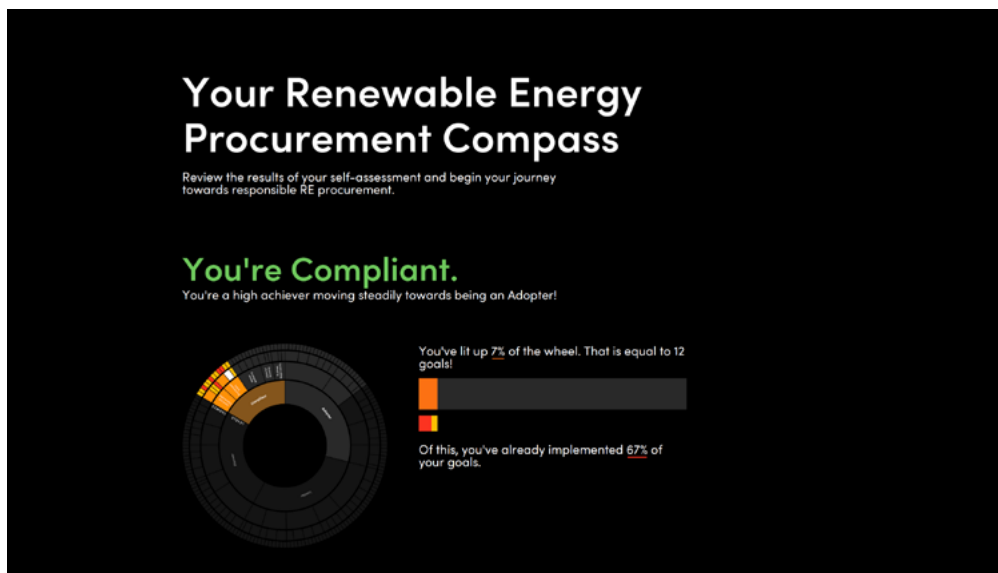 Your Renewable Energy
Procurement Compass
Review the results of your self-assessment and begin your journey
towards responsible RE procurement.
You're Compliant.
You're a high achiever moving steadily towards being an Adopter!
You've lit up 7% of the wheel. That is equal to 12
goals!
Of this, you've already implemented 67% of
your goals.